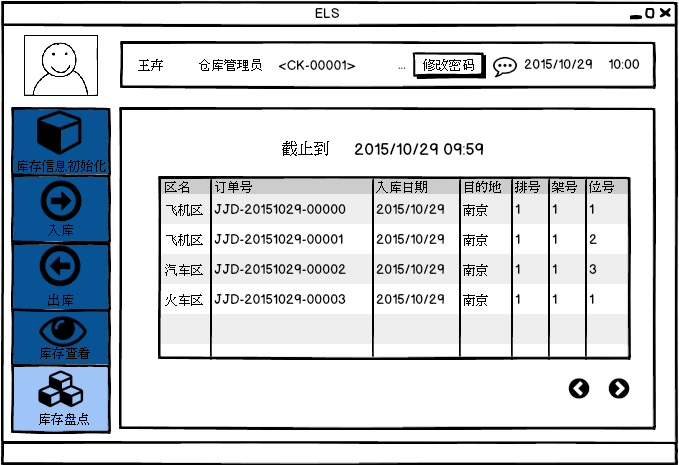 ELS
王卉 仓库管理员 <CK-00001> ... 修改密码 2015/10/29 10:00
库存信息初始化
入库
出库
库存查看
库存盘点
截止到 2015/10/29 09:59
区名 订单号 入库日期 目的地 排号 架号 位号
飞机区 JJD-20151029-00000 2015/10/29 南京 1 1 1
飞机区 JJD-20151029-00001 2015/10/29 南京 1 1 2
汽车区 JJD-20151029-00002 2015/10/29 南京 1 1 3
火车区 JJD-20151029-00003 2015/10/29 南京 1 1 1